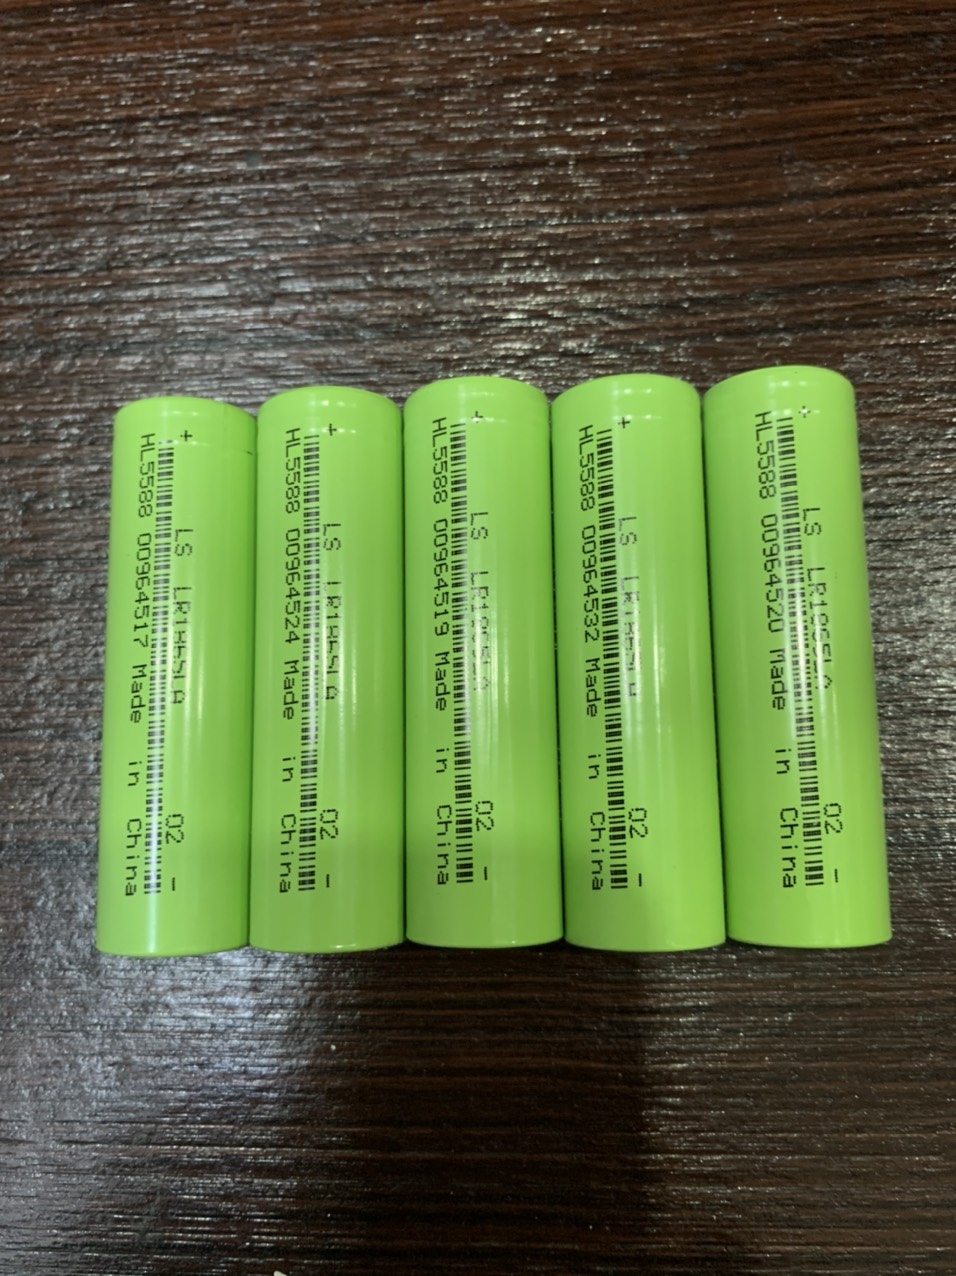 + LS LR1865LA 02 -
HL5588 00964517 Made in China
+ LS LR1865LA 02 -
HL5588 00964524 Made in China
+ LS LR1865LA 02 -
HL5588 00964519 Made in China
+ LS LR1865LA 02 -
HL5588 00964532 Made in China
+ LS LR1865LA 02 -
HL5588 00964520 Made in China